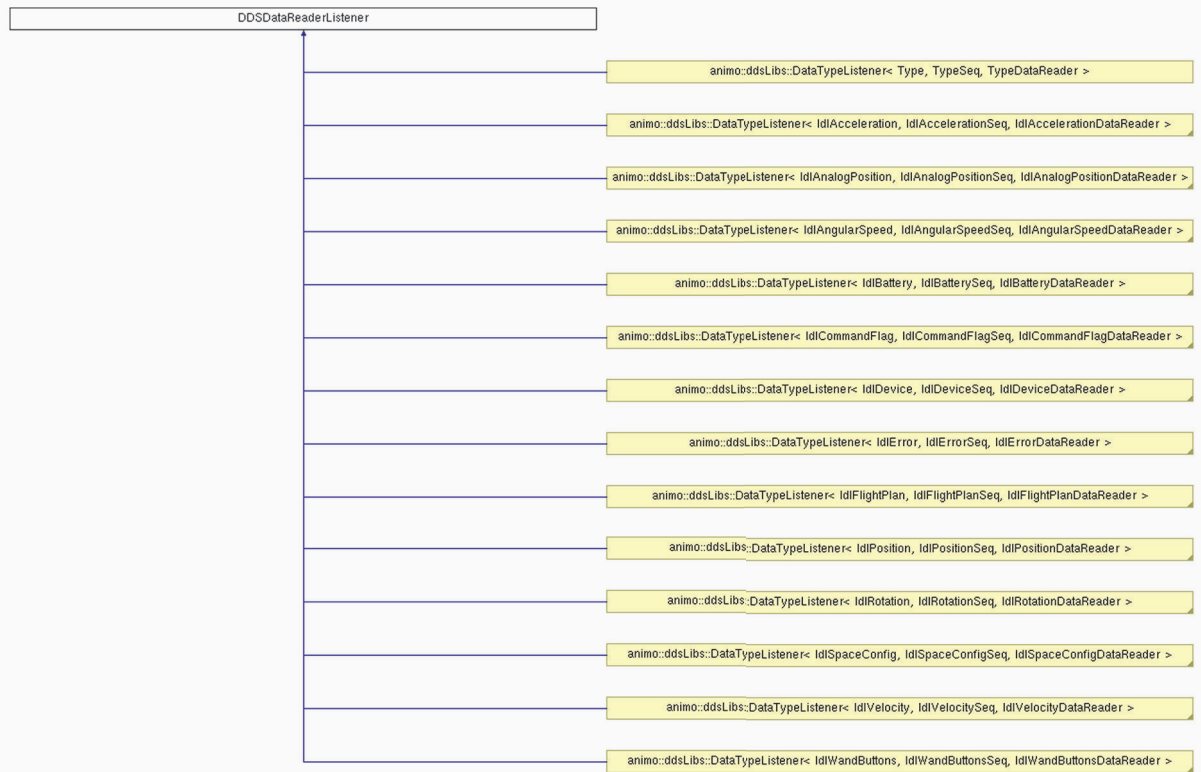 DDSDataReaderListener
animo::ddsLibs::DataTypeListener< Type, TypeSeq, TypeDataReader >
animo::ddsLibs::DataTypeListener< IdlAcceleration, IdlAccelerationSeq, IdlAccelerationDataReader >
animo::ddsLibs::DataTypeListener< IdlAnalogPosition, IdlAnalogPositionSeq, IdlAnalogPositionDataReader >
animo::ddsLibs::DataTypeListener< IdlAngularSpeed, IdlAngularSpeedSeq, IdlAngularSpeedDataReader >
animo::ddsLibs::DataTypeListener< IdlBattery, IdlBatterySeq, IdlBatteryDataReader >
animo::ddsLibs::DataTypeListener< IdlCommandFlag, IdlCommandFlagSeq, IdlCommandFlagDataReader >
animo::ddsLibs::DataTypeListener< IdlDevice, IdlDeviceSeq, IdlDeviceDataReader >
animo::ddsLibs::DataTypeListener< IdlError, IdlErrorSeq, IdlErrorDataReader >
animo::ddsLibs::DataTypeListener< IdlFlightPlan, IdlFlightPlanSeq, IdlFlightPlanDataReader >
animo::ddsLibs::DataTypeListener< IdlPosition, IdlPositionSeq, IdlPositionDataReader >
animo::ddsLibs::DataTypeListener< IdlRotation, IdlRotationSeq, IdlRotationDataReader >
animo::ddsLibs::DataTypeListener< IdlSpaceConfig, IdlSpaceConfigSeq, IdlSpaceConfigDataReader >
animo::ddsLibs::DataTypeListener< IdlVelocity, IdlVelocitySeq, IdlVelocityDataReader >
animo::ddsLibs::DataTypeListener< IdlWandButtons, IdlWandButtonsSeq, IdlWandButtonsDataReader >